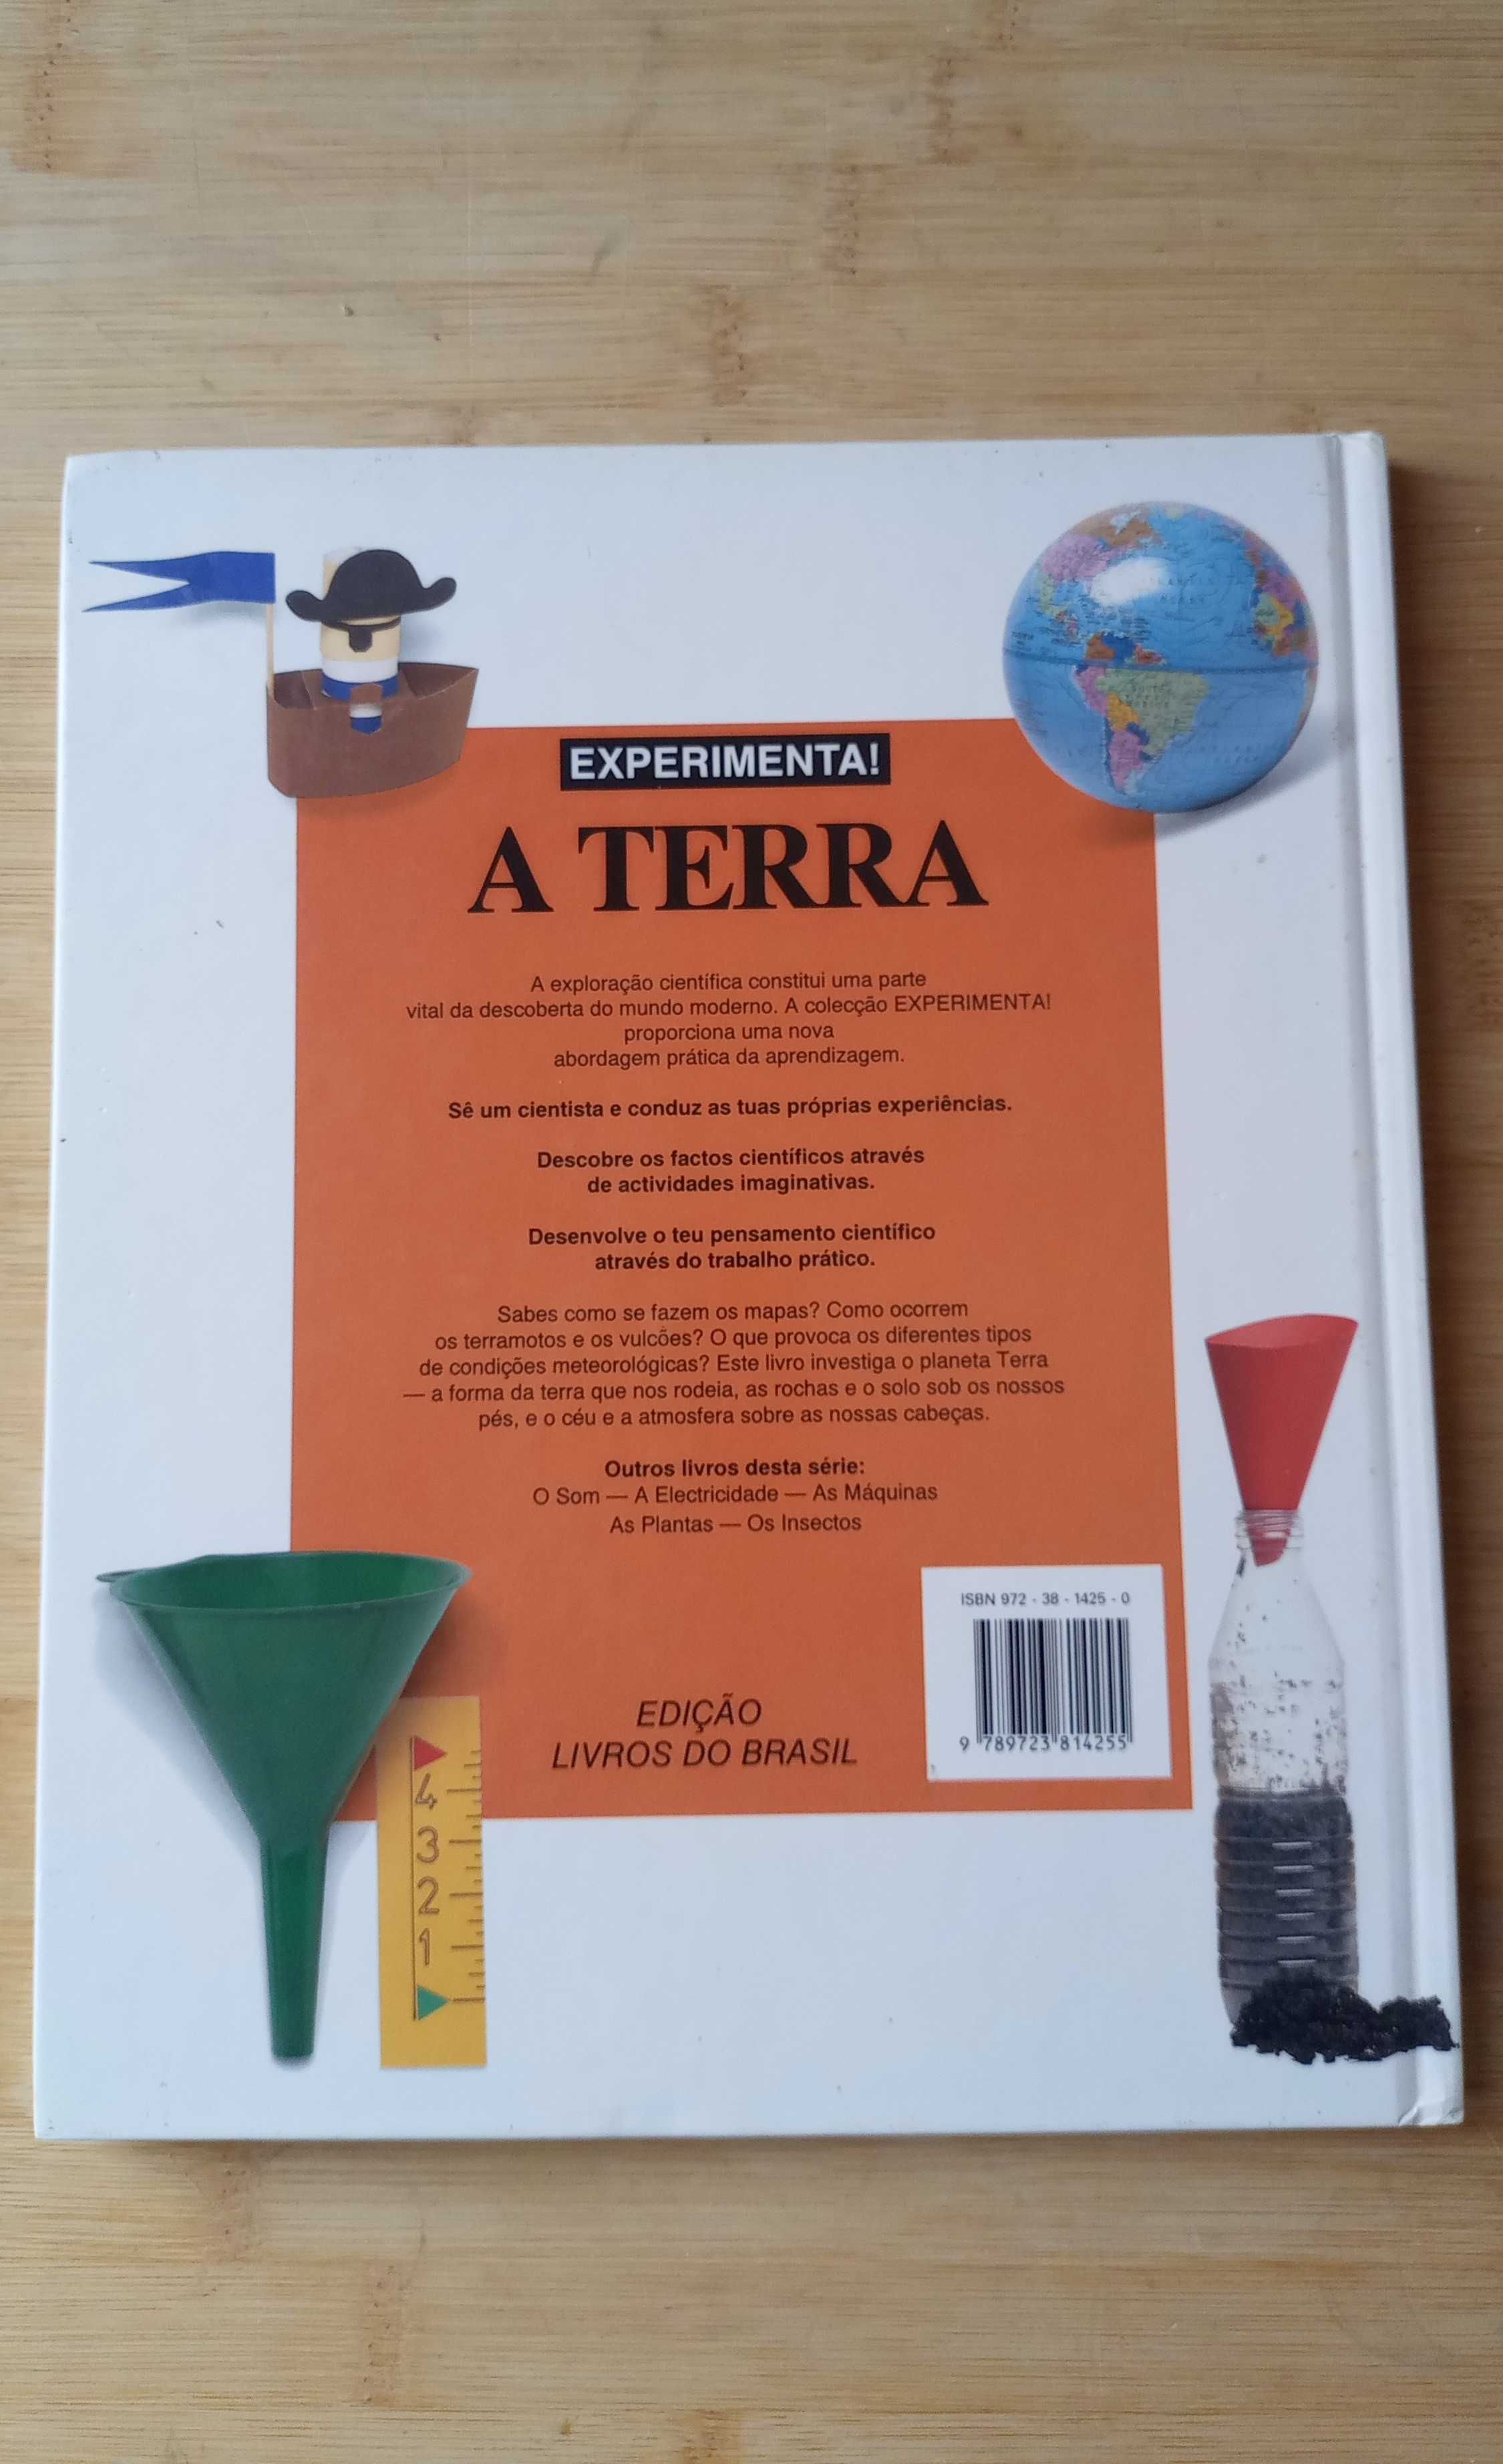 EXPERIMENTA!
A TERRA
A exploração científica constitui uma parte
vital da descoberta do mundo moderno. A colecção EXPERIMENTA!
proporciona uma nova
abordagem prática da aprendizagem.
Sê um cientista e conduz as tuas próprias experiências.
Descobre os factos científicos através
de actividades imaginativas.
Desenvolve o teu pensamento científico
através do trabalho prático.
Sabes como se fazem os mapas? Como ocorrem
os terramotos e os vulcões? O que provoca os diferentes tipos
de condições meteorológicas? Este livro investiga o planeta Terra
— a forma da terra que nos rodeia, as rochas e o solo sob os nossos
pés, e o céu e a atmosfera sobre as nossas cabeças.
Outros livros desta série:
O Som — A Electricidade — As Máquinas
As Plantas — Os Insectos
ISBN 972 - 38 - 1425 - 0
9 789723 814255
EDIÇÃO
LIVROS DO BRASIL
4
3
2
1